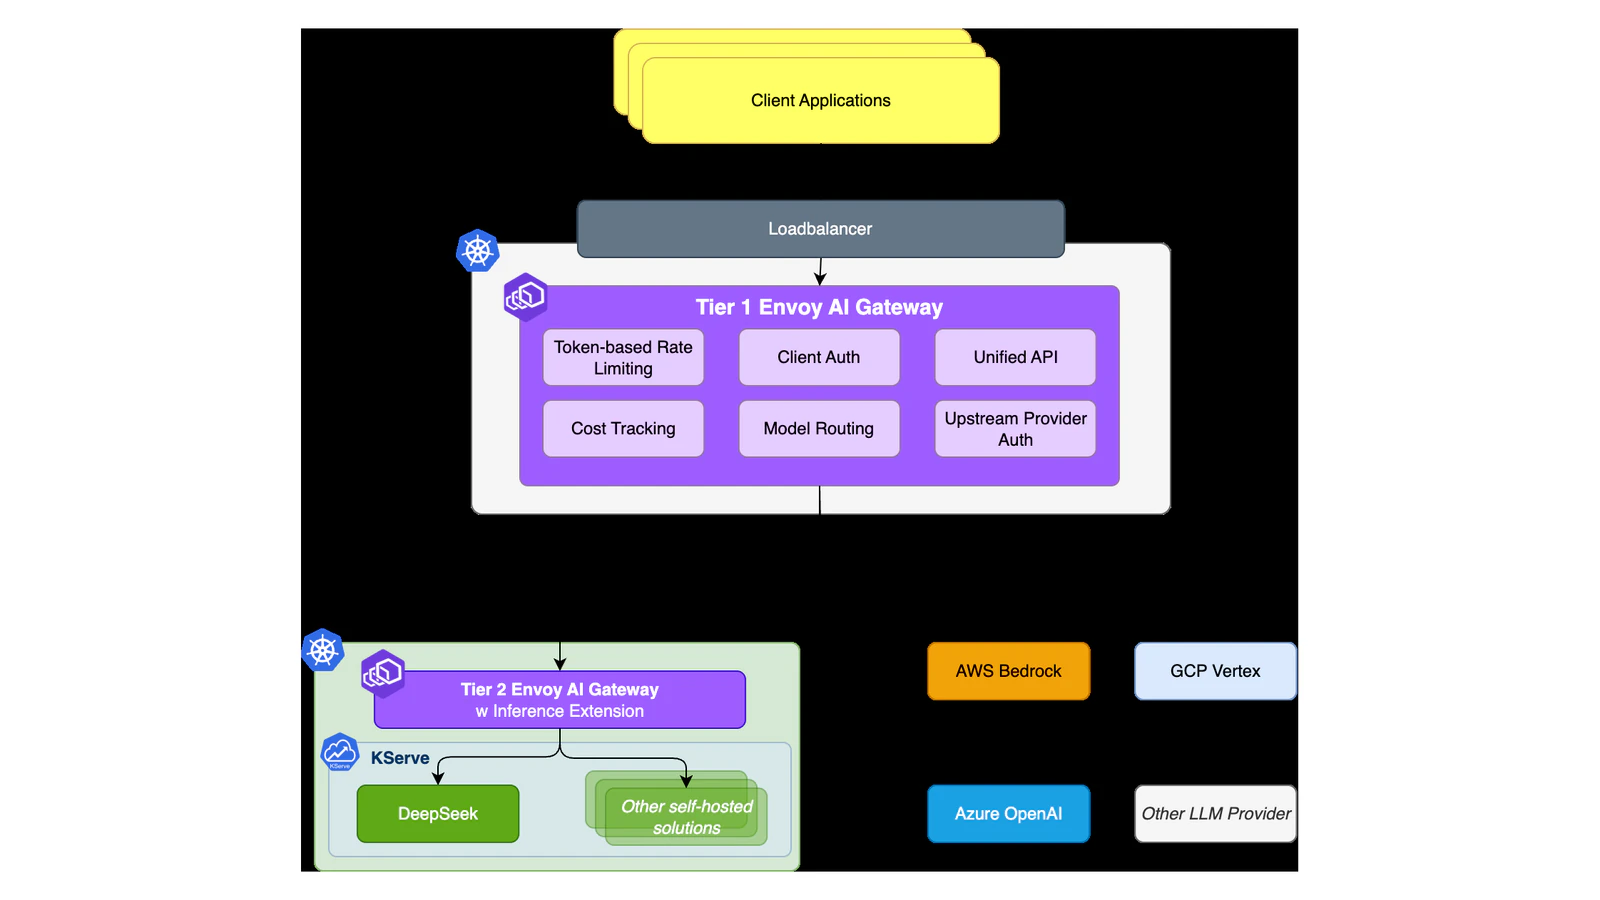 Client Applications
Loadbalancer
Tier 1 Envoy AI Gateway
Token-based Rate
Limiting
Client Auth
Unified API
Cost Tracking
Model Routing
Upstream Provider
Auth
Tier 2 Envoy AI Gateway
w Inference Extension
KServe
KServe
DeepSeek
Other self-hosted
solutions
AWS Bedrock
GCP Vertex
Azure OpenAI
Other LLM Provider